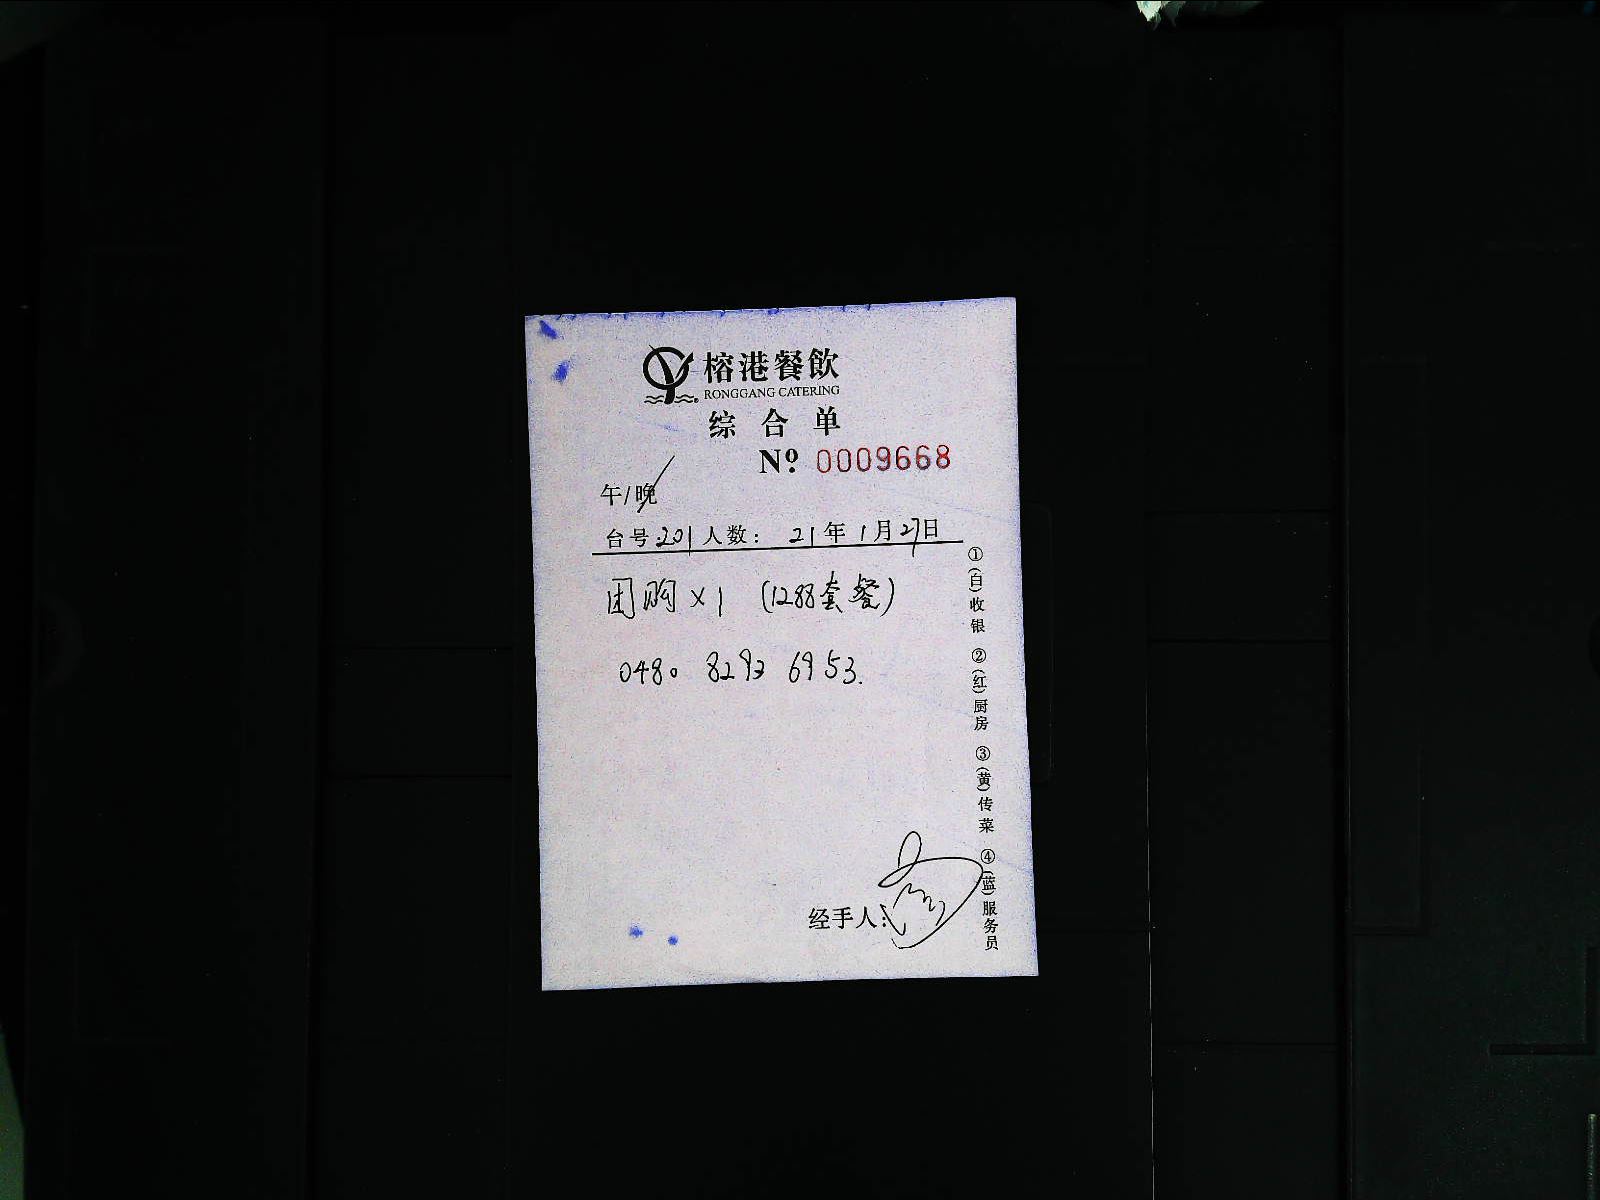 榕港餐飲
RONGGANG CATERING
综合单
Nº 0009668
午/晚
台号:201人数: 21年1月27日
团购×1 (1288套餐)
0480 8293 6953.
经手人:
①(白)收银 ②(红)厨房 ③(黄)传菜 ④(蓝)服务员